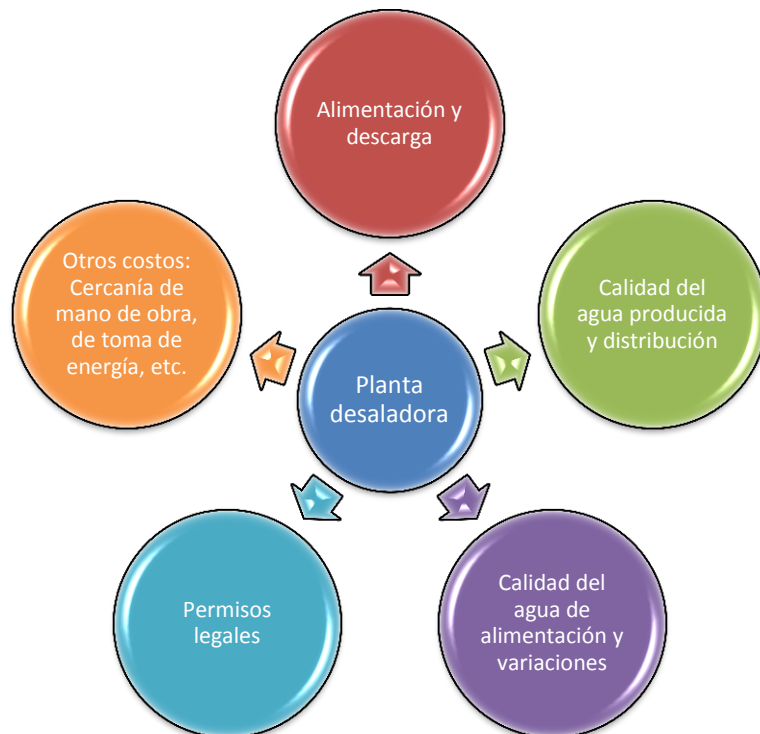 Alimentación y
descarga
Otros costos:
Cercanía de
mano de obra,
de toma de
energía, etc.
Calidad del
agua producida
y distribución
Planta
desaladora
Permisos
legales
Calidad del
agua de
alimentación y
variaciones